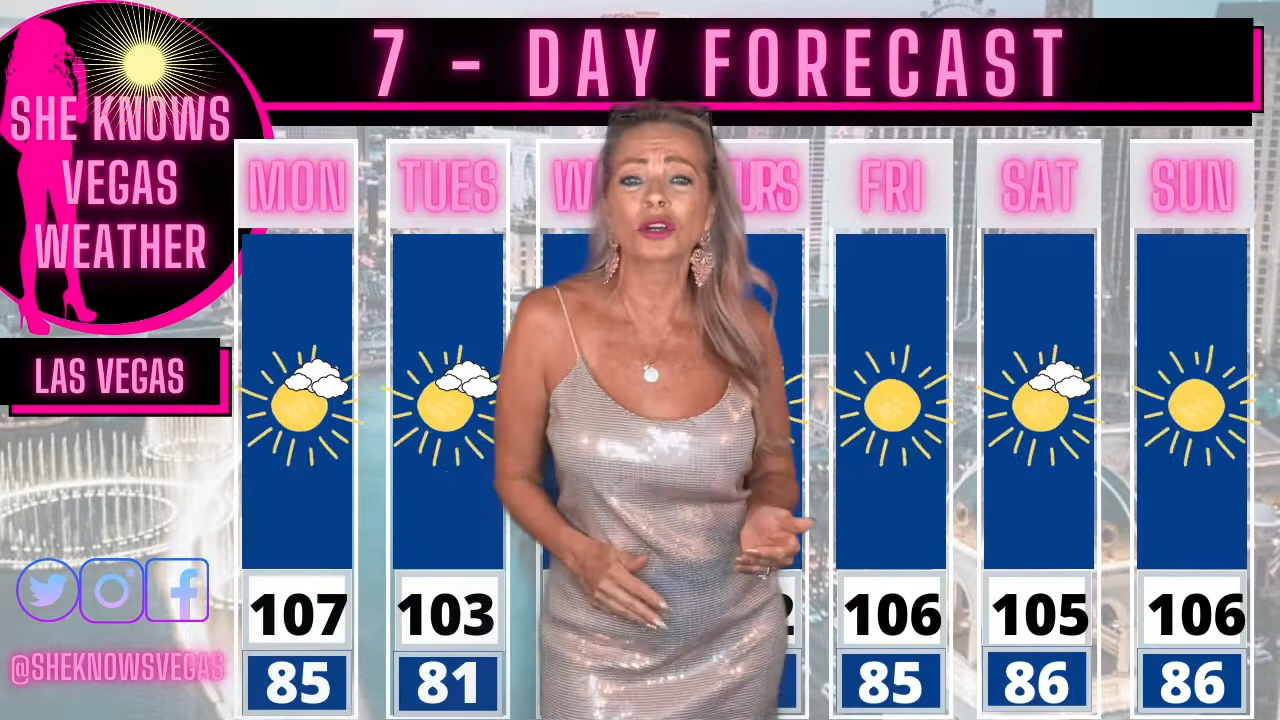 7 - DAY FORECAST
SHE KNOWS
VEGAS
WEATHER
LAS VEGAS
MON TUES FRI SAT SUN
107 103 106 105 106
85 81 85 86 86
@SHEKNOWSVEGAS